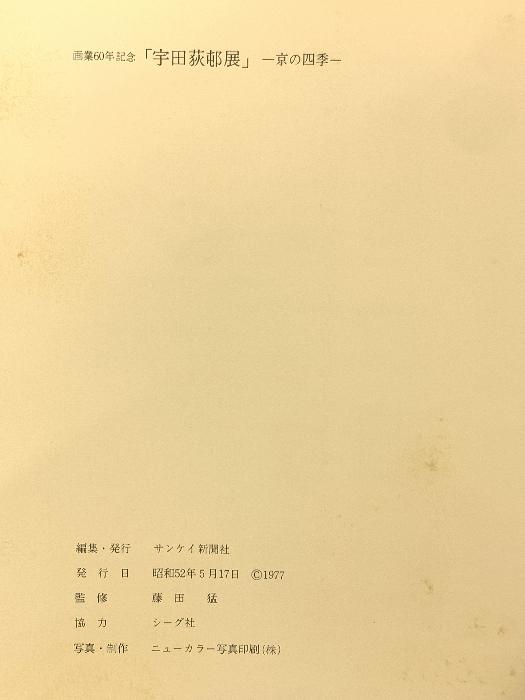 画業60年記念「宇田荻邨展」―京の四季―
編集・発行 サンケイ新聞社
発行日 昭和52年5月17日 ©1977
監修 藤田猛
協力 シーグ社
写真・制作 ニューカラー写真印刷(株)